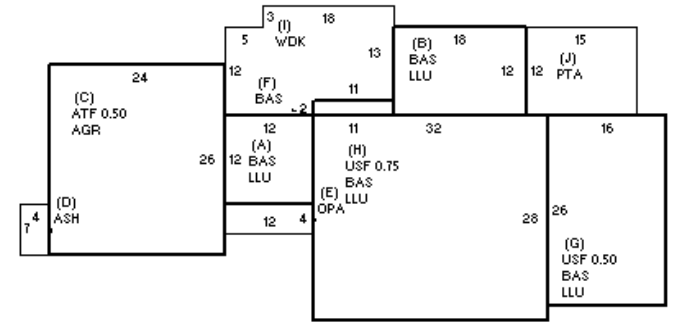 3
18
(I)
WDK
5
13
12
(F)
BAS
11
2
(B)
BAS
LLU
18
12
12
15
(J)
PTA
24
(C)
ATF 0.50
AGR
26
12
12
(A)
BAS
LLU
11
32
(H)
USF 0.75
BAS
LLU
16
(D)
ASH
4
7
12
4
(E)
OPA
28
26
(G)
USF 0.50
BAS
LLU